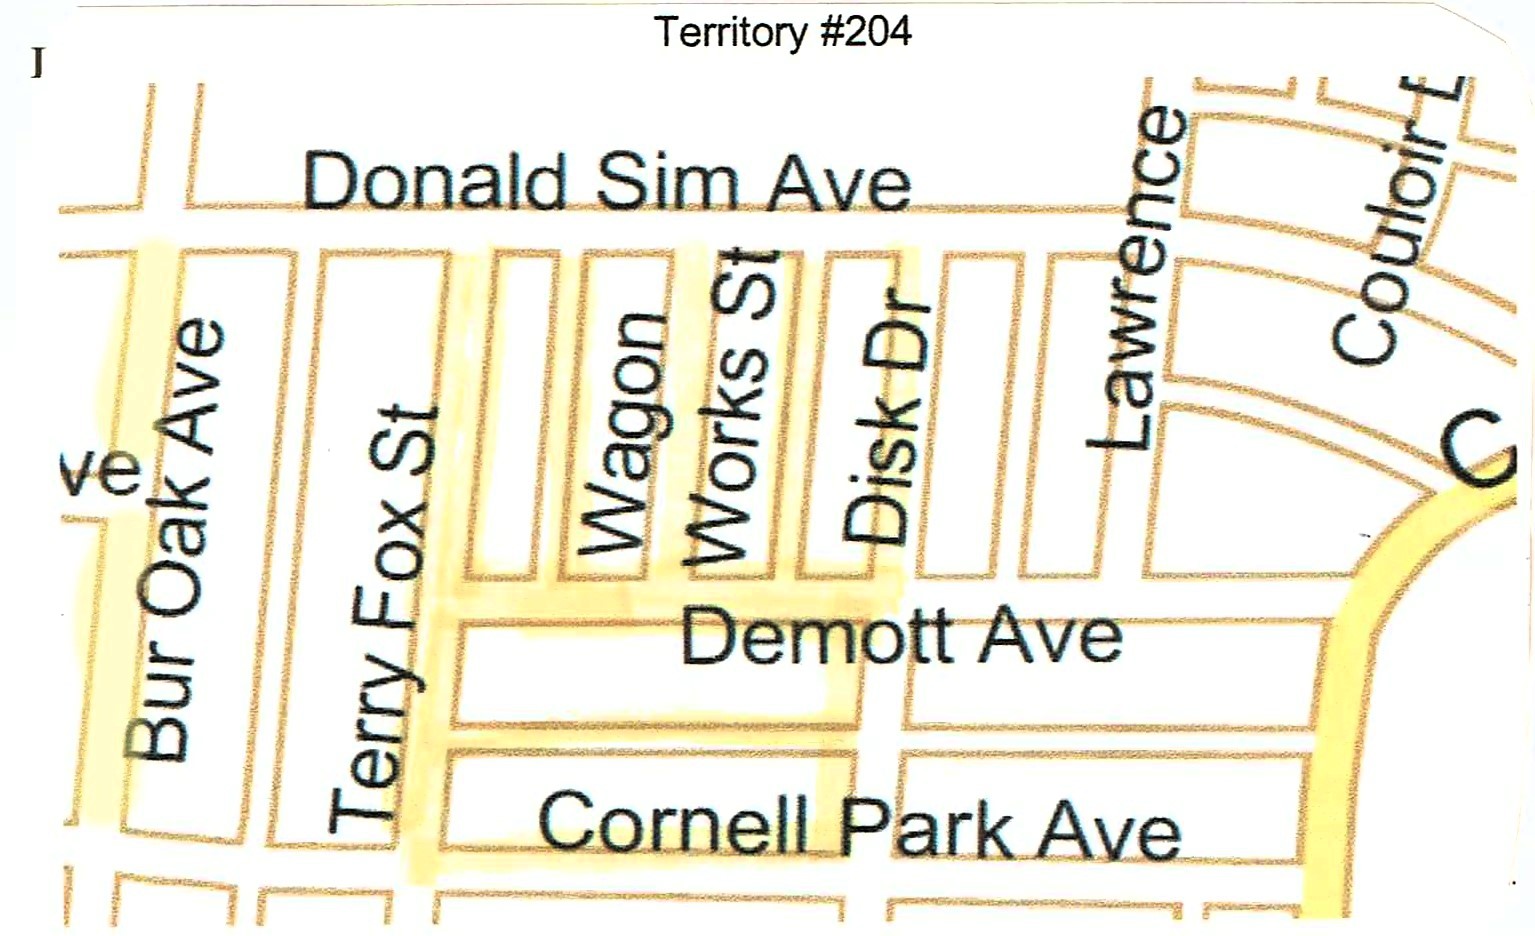 Territory #204
J
Donald Sim Ave
Lawrence
Couloir
Bur Oak Ave
ve
Terry Fox St
Wagon
Works St
Disk Dr
C
Demott Ave
Cornell Park Ave